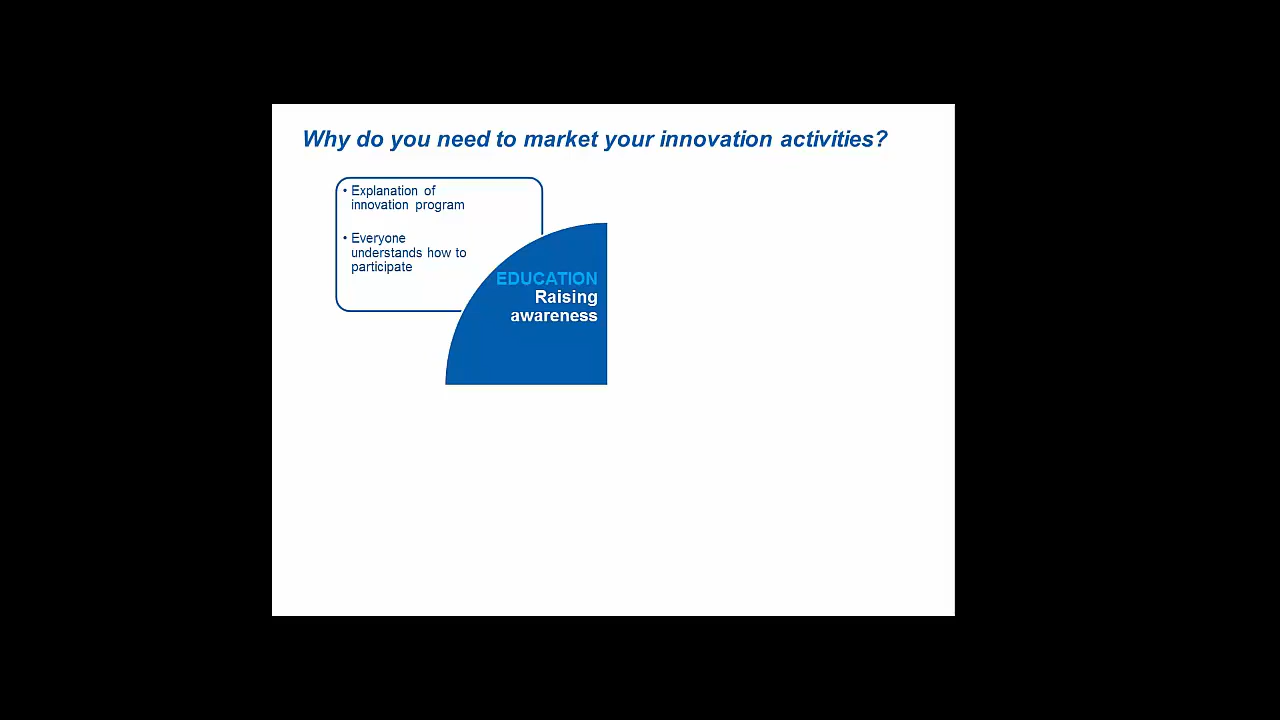 Why do you need to market your innovation activities?
• Explanation of
innovation program
• Everyone
understands how to
participate
EDUCATION
Raising
awareness